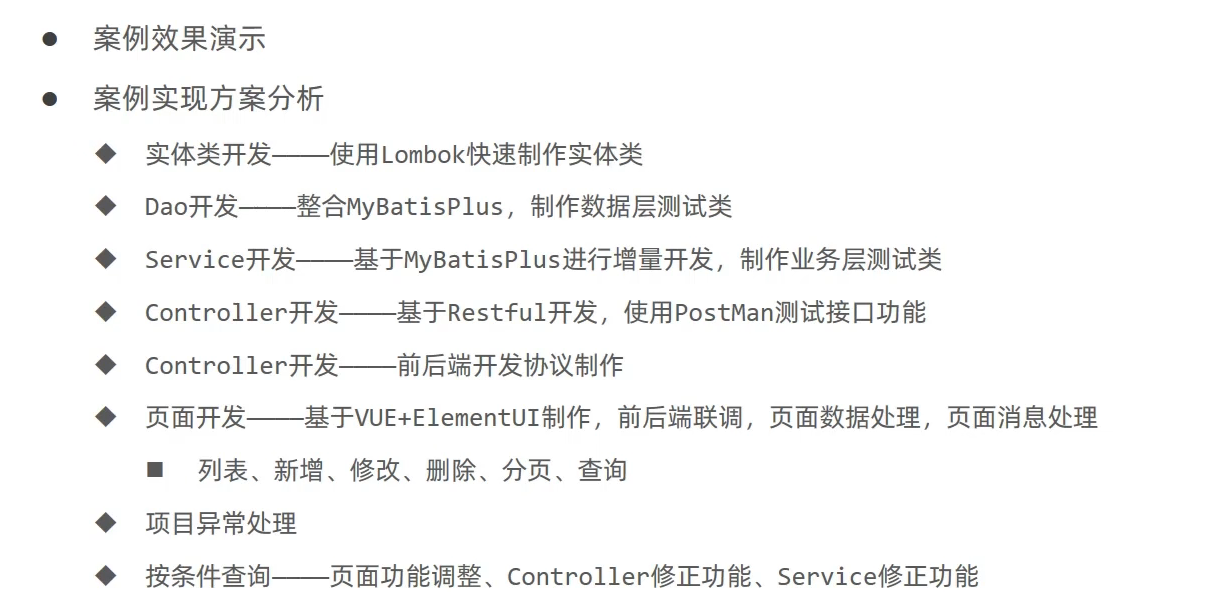 ● 案例效果演示
● 案例实现方案分析
◆ 实体类开发————使用Lombok快速制作实体类
◆ Dao开发————整合MyBatisPlus，制作数据层测试类
◆ Service开发————基于MyBatisPlus进行增量开发，制作业务层测试类
◆ Controller开发————基于Restful开发，使用PostMan测试接口功能
◆ Controller开发————前后端开发协议制作
◆ 页面开发————基于VUE+ElementUI制作，前后端联调，页面数据处理，页面消息处理
■ 列表、新增、修改、删除、分页、查询
◆ 项目异常处理
◆ 按条件查询————页面功能调整、Controller修正功能、Service修正功能